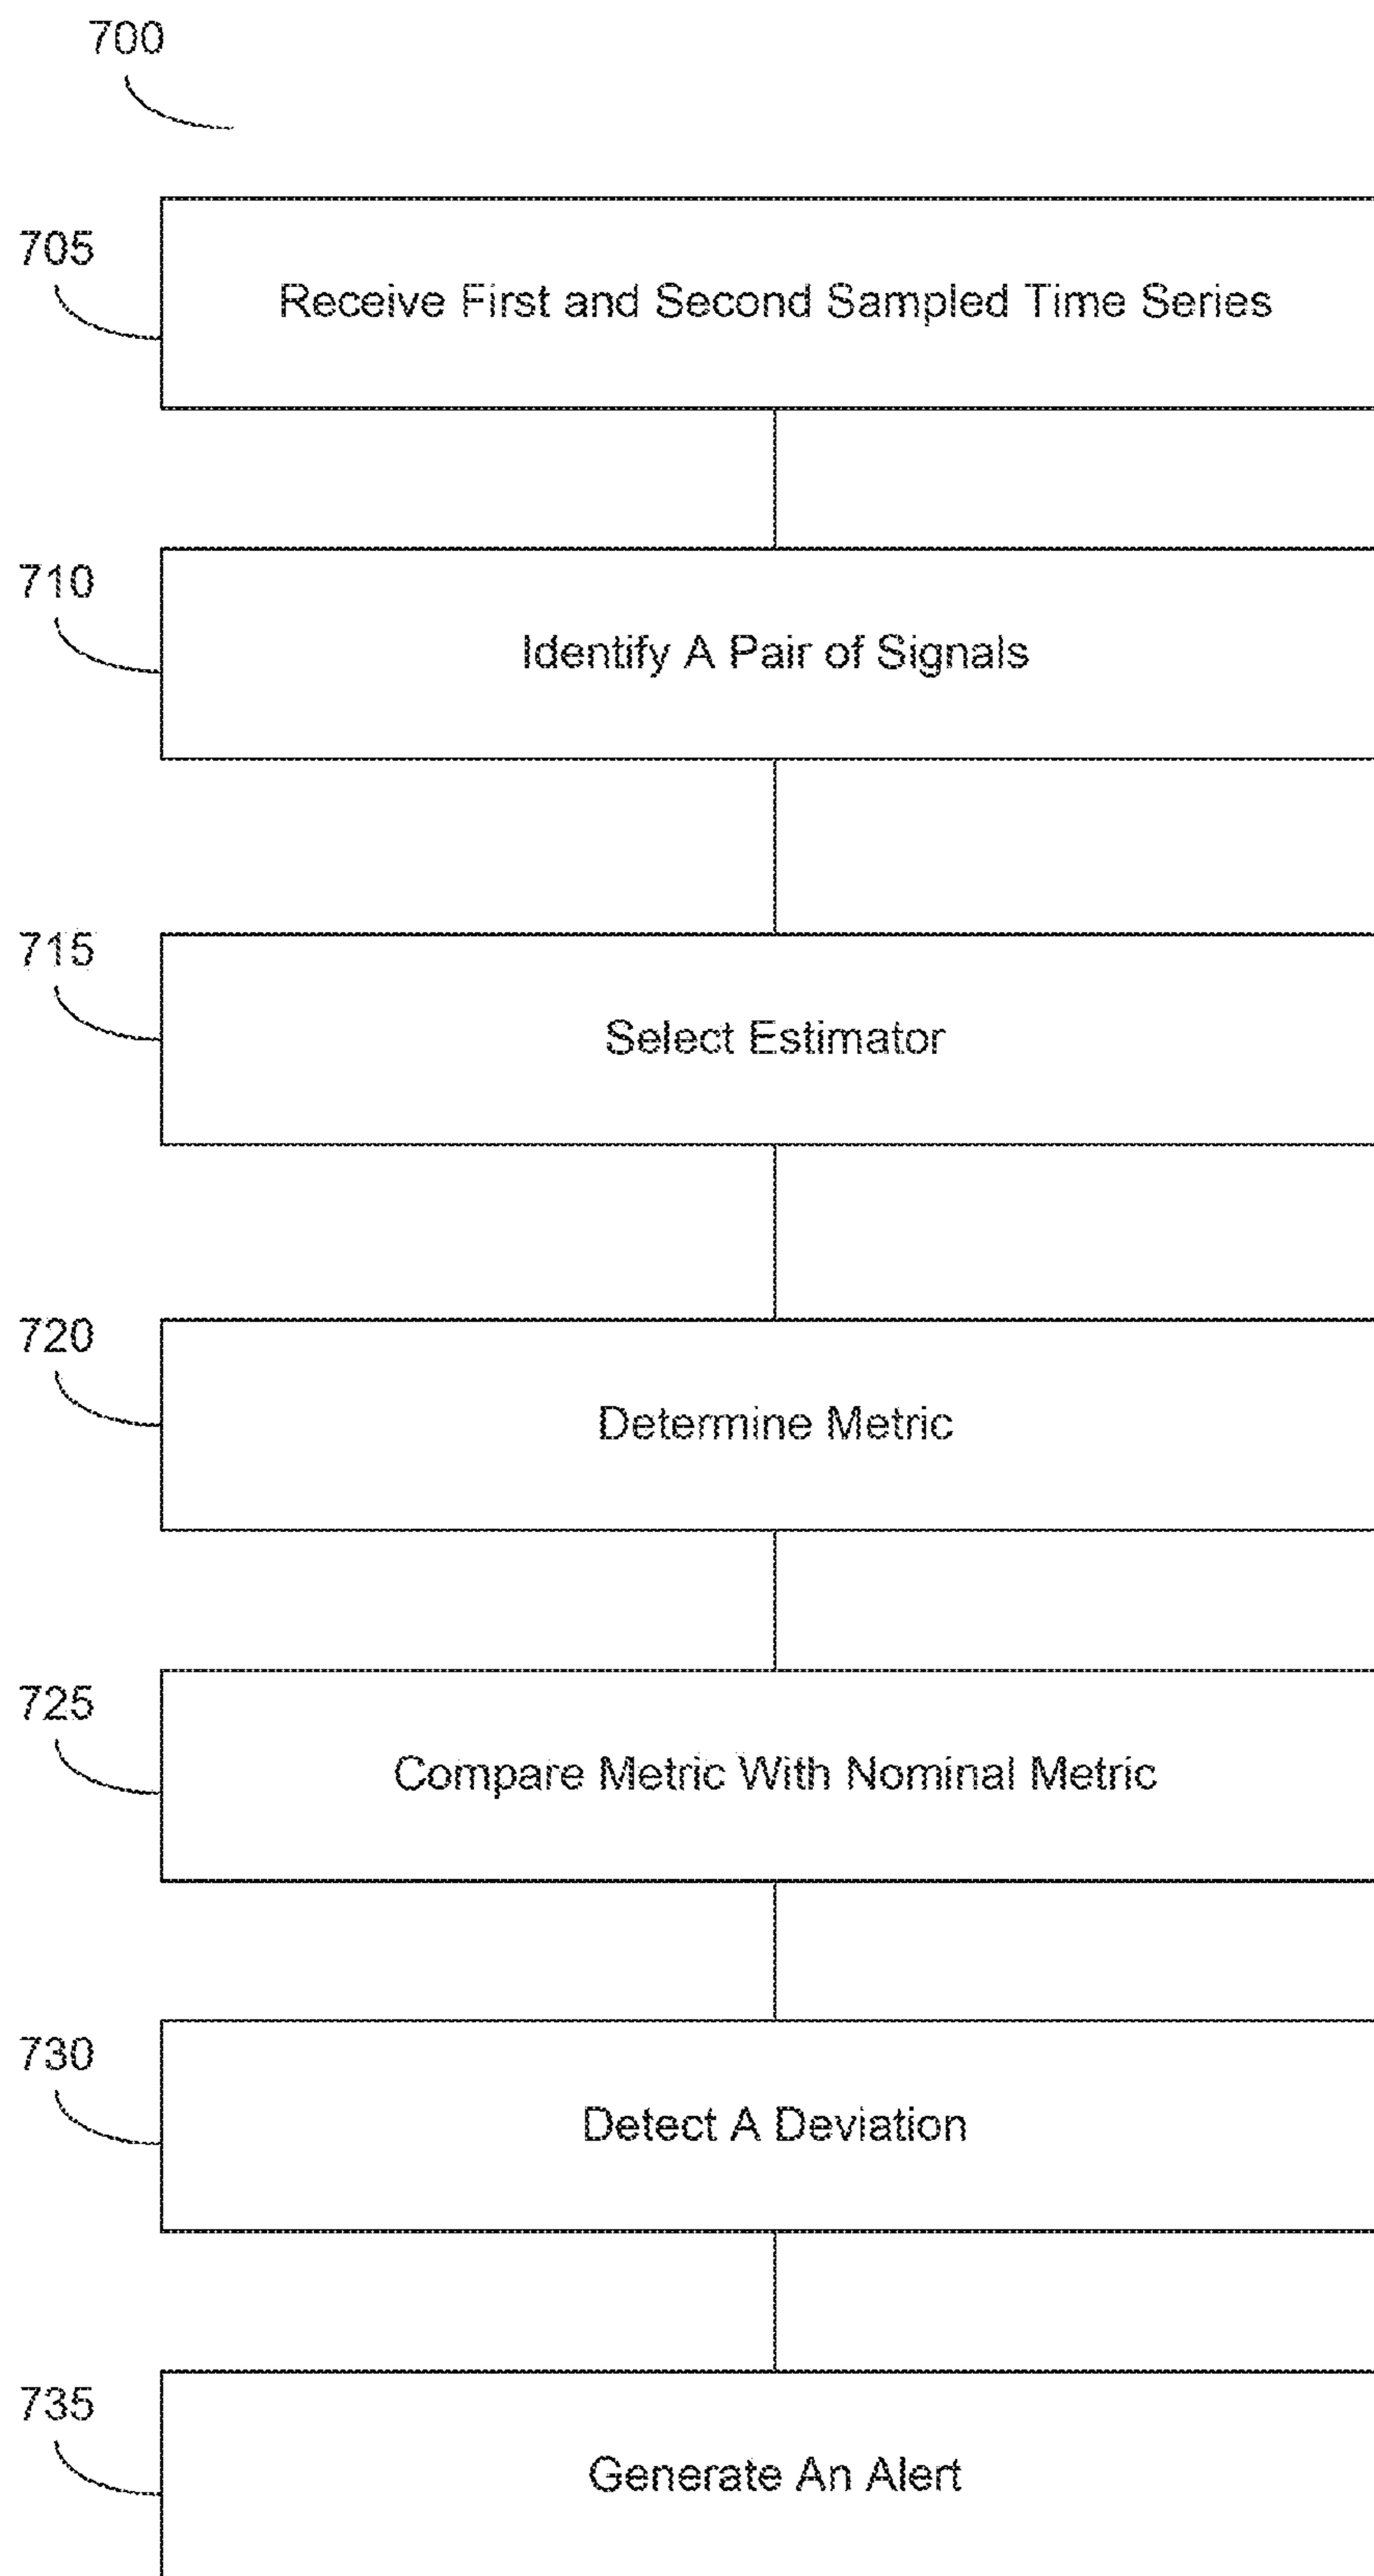 700
705
Receive First and Second Sampled Time Series
710
Identify A Pair of Signals
715
Select Estimator
720
Determine Metric
725
Compare Metric With Nominal Metric
730
Detect A Deviation
735
Generate An Alert